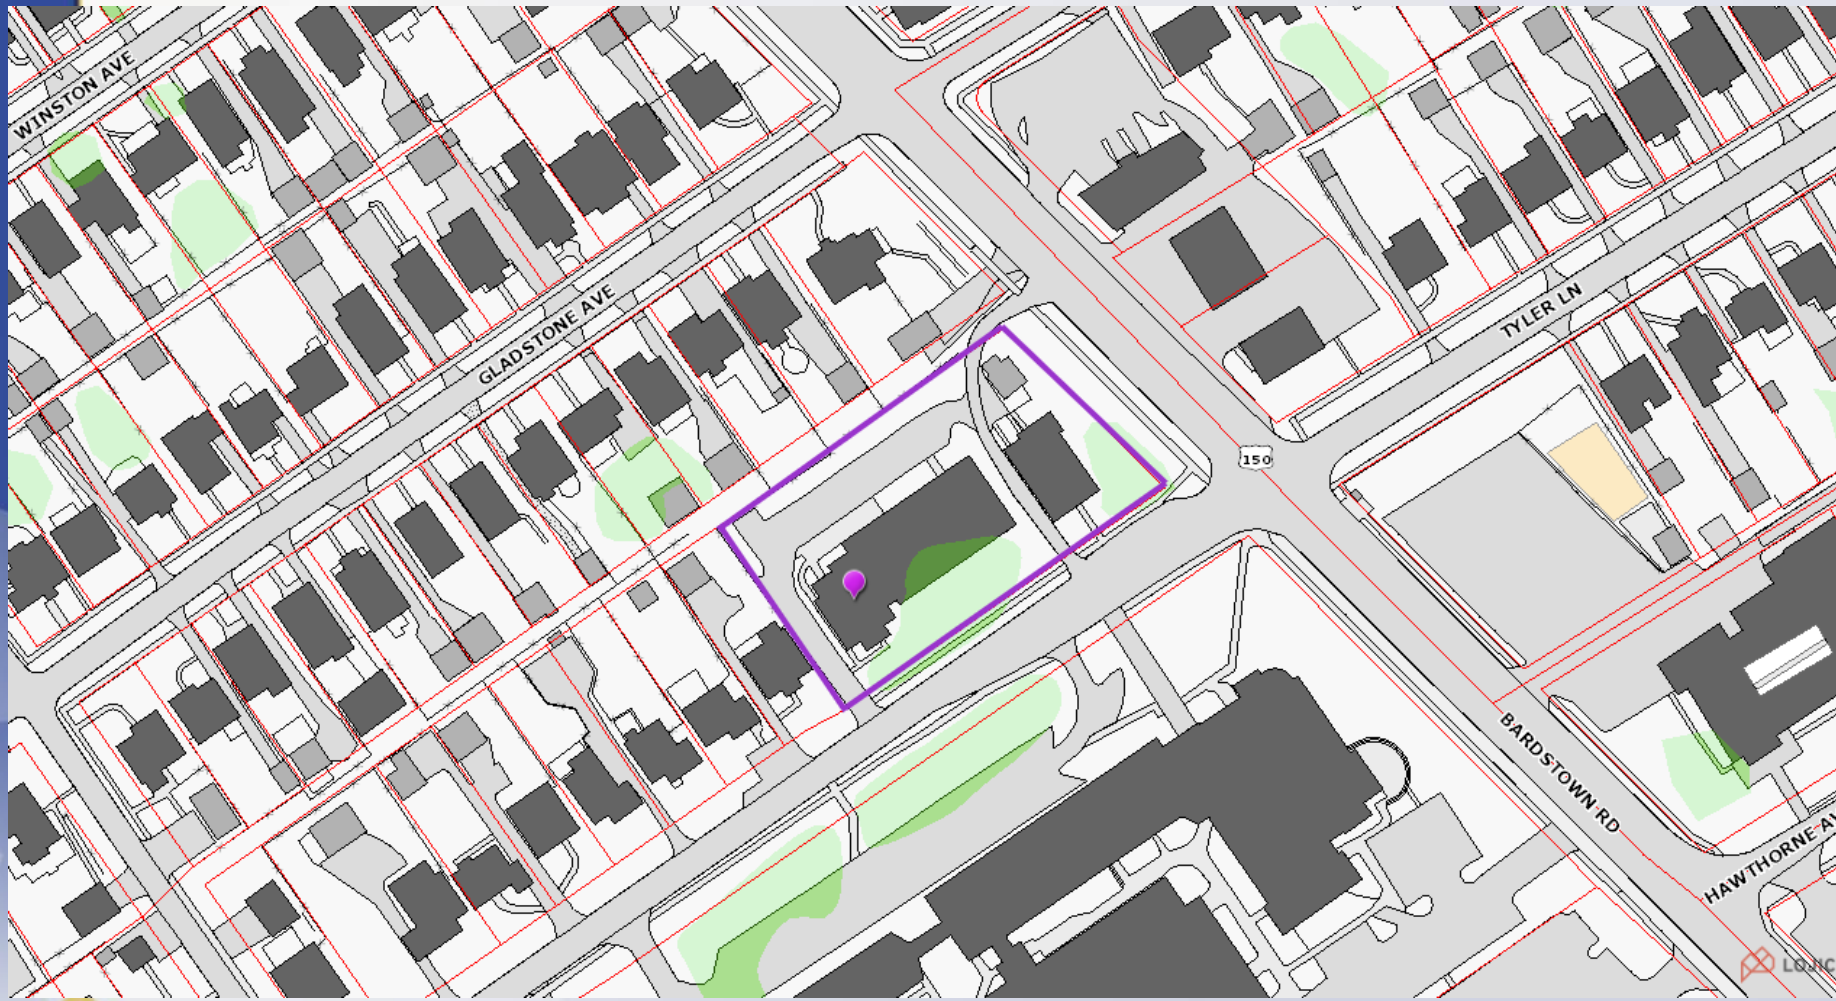 WINSTON AVE
GLADSTONE AVE
TYLER LN
150
BARDSTOWN RD
HAWTHORNE AV
LOJIC